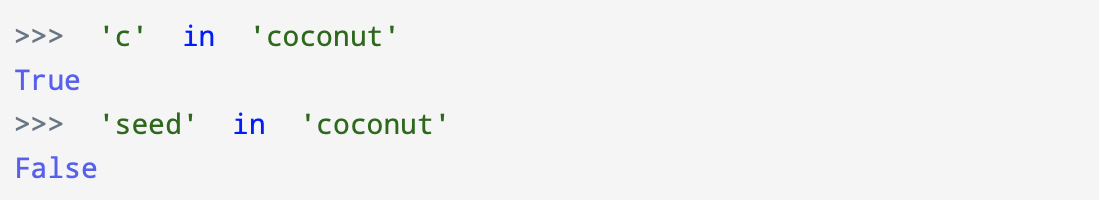 >>> 'c' in 'coconut'
True
>>> 'seed' in 'coconut'
False